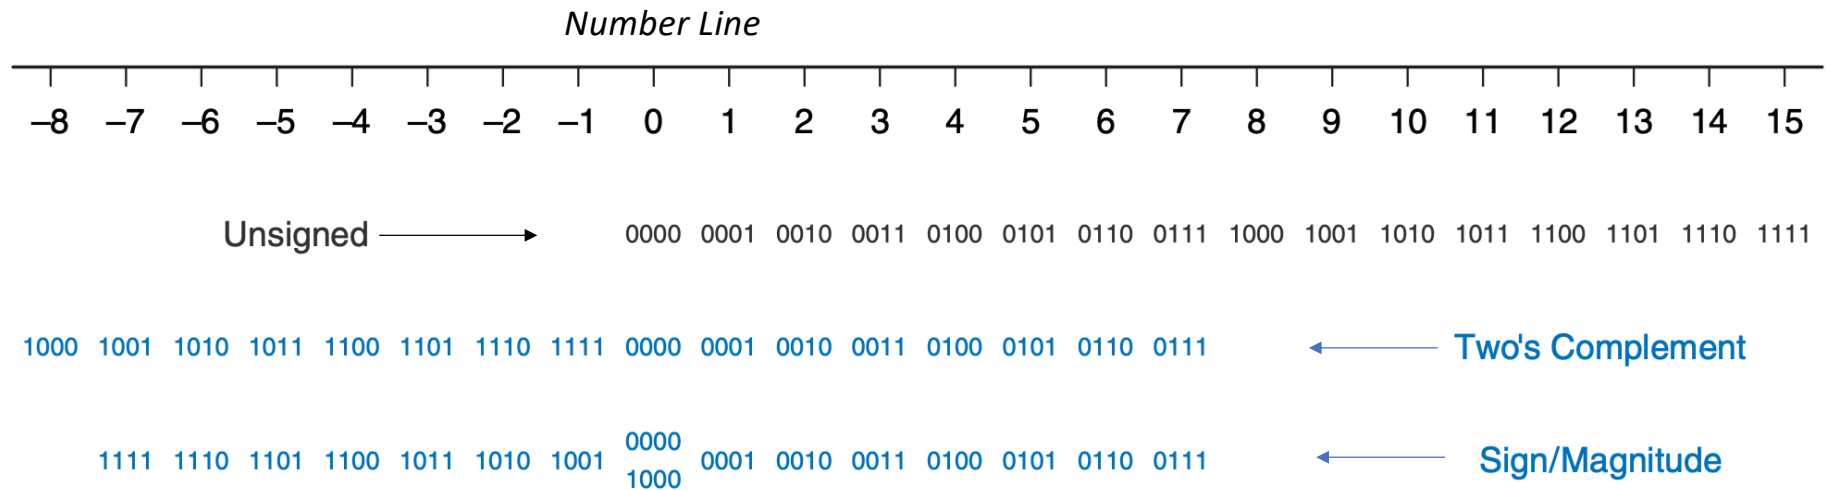 Number Line
–8 –7 –6 –5 –4 –3 –2 –1 0 1 2 3 4 5 6 7 8 9 10 11 12 13 14 15
Unsigned 0000 0001 0010 0011 0100 0101 0110 0111 1000 1001 1010 1011 1100 1101 1110 1111
1000 1001 1010 1011 1100 1101 1110 1111 0000 0001 0010 0011 0100 0101 0110 0111 Two's Complement
0000
1111 1110 1101 1100 1011 1010 1001 0001 0010 0011 0100 0101 0110 0111 Sign/Magnitude
1000